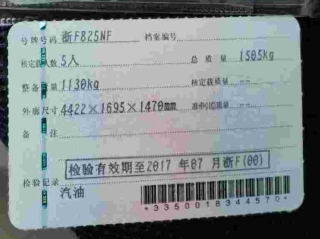 号牌号码 浙F825NF 档案编号
核定载人数 5人 总质量 1505kg
整备质量 1130kg 核定载质量 --
外廓尺寸 4422×1695×1470mm 准牵引总质量 --
备注
检验有效期至2017年07月浙F(00)
检验记录
汽油
*3350018344570*